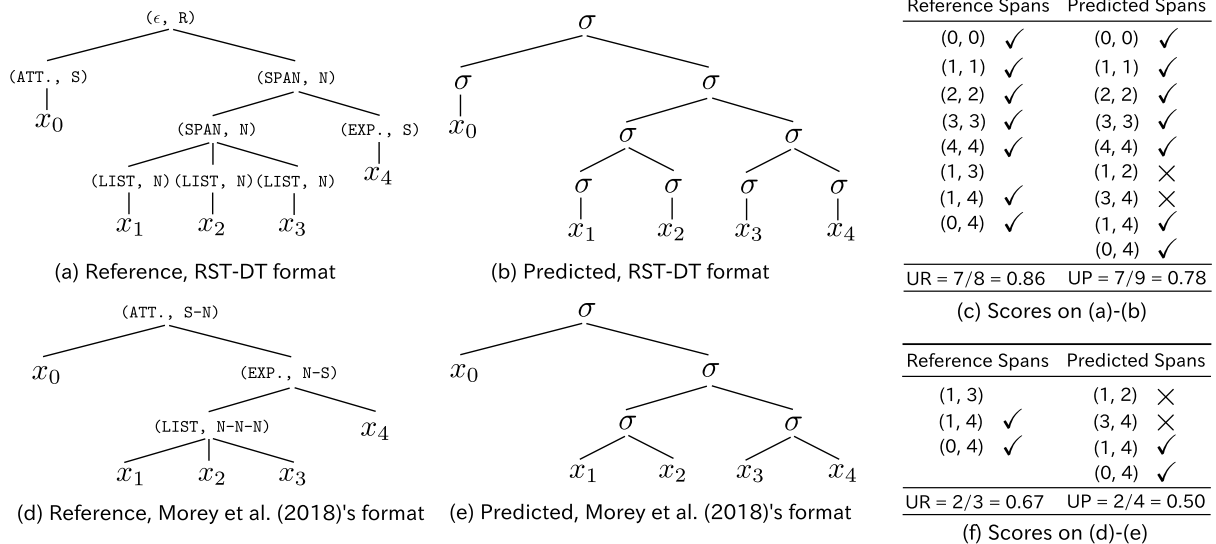 (ϵ, R)
(ATT., S)
(SPAN, N)
x0
(SPAN, N)
(EXP., S)
(LIST, N) (LIST, N) (LIST, N)
x4
x1
x2
x3
(a) Reference, RST-DT format
σ
σ
σ
x0
σ
σ
σ
σ
σ
σ
x1
x2
x3
x4
(b) Predicted, RST-DT format
Reference Spans Predicted Spans
(0, 0) ✓ (0, 0) ✓
(1, 1) ✓ (1, 1) ✓
(2, 2) ✓ (2, 2) ✓
(3, 3) ✓ (3, 3) ✓
(4, 4) ✓ (4, 4) ✓
(1, 3) (1, 2) ×
(1, 4) ✓ (3, 4) ×
(0, 4) ✓ (1, 4) ✓
(0, 4) ✓
UR = 7/8 = 0.86 UP = 7/9 = 0.78
(c) Scores on (a)-(b)
(ATT., S-N)
x0
(EXP., N-S)
(LIST, N-N-N)
x4
x1
x2
x3
(d) Reference, Morey et al. (2018)'s format
σ
x0
σ
σ
σ
x1
x2
x3
x4
(e) Predicted, Morey et al. (2018)'s format
Reference Spans Predicted Spans
(1, 3) (1, 2) ×
(1, 4) ✓ (3, 4) ×
(0, 4) ✓ (1, 4) ✓
(0, 4) ✓
UR = 2/3 = 0.67 UP = 2/4 = 0.50
(f) Scores on (d)-(e)